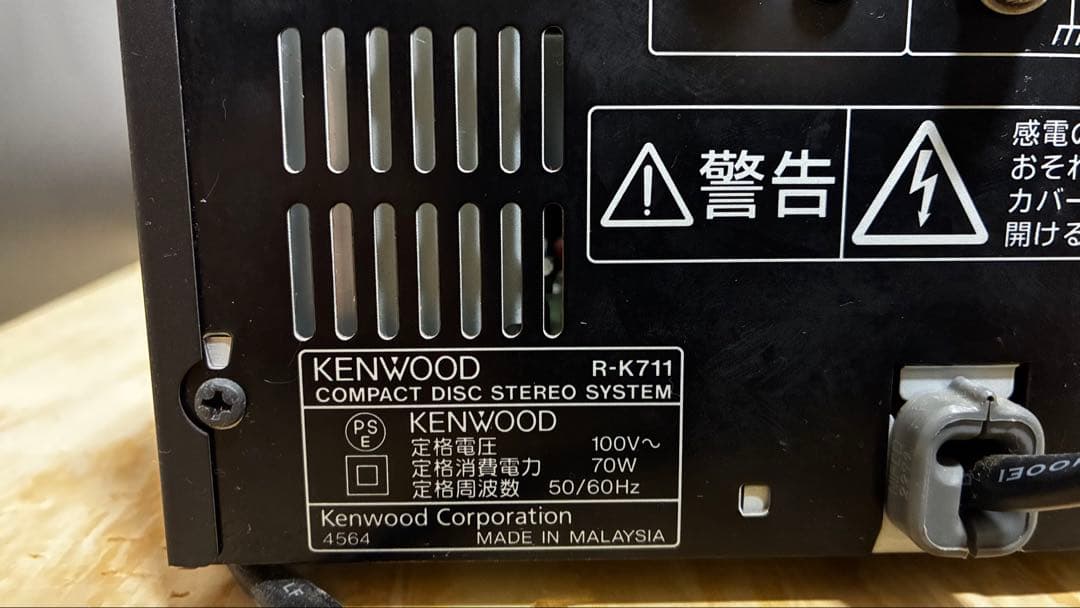 警告
感電の
おそれ
カバー
開ける
KENWOOD R-K711
COMPACT DISC STEREO SYSTEM
PS
E
KENWOOD
定格電圧 100V～
定格消費電力 70W
定格周波数 50/60Hz
Kenwood Corporation
4564 MADE IN MALAYSIA